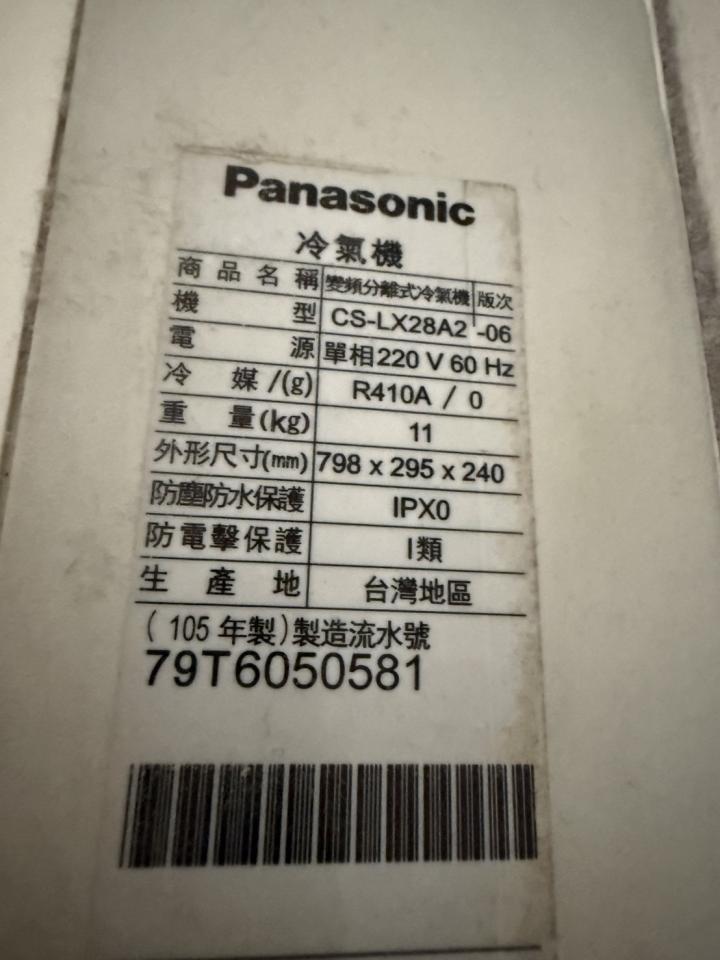 Panasonic
冷氣機
商品名稱 變頻分離式冷氣機 版次
機型 CS-LX28A2 -06
電源 單相220 V 60 Hz
冷媒/(g) R410A / 0
重量(kg) 11
外形尺寸(mm) 798 x 295 x 240
防塵防水保護 IPX0
防電擊保護 I類
生產地 台灣地區
(105年製)製造流水號
79T6050581